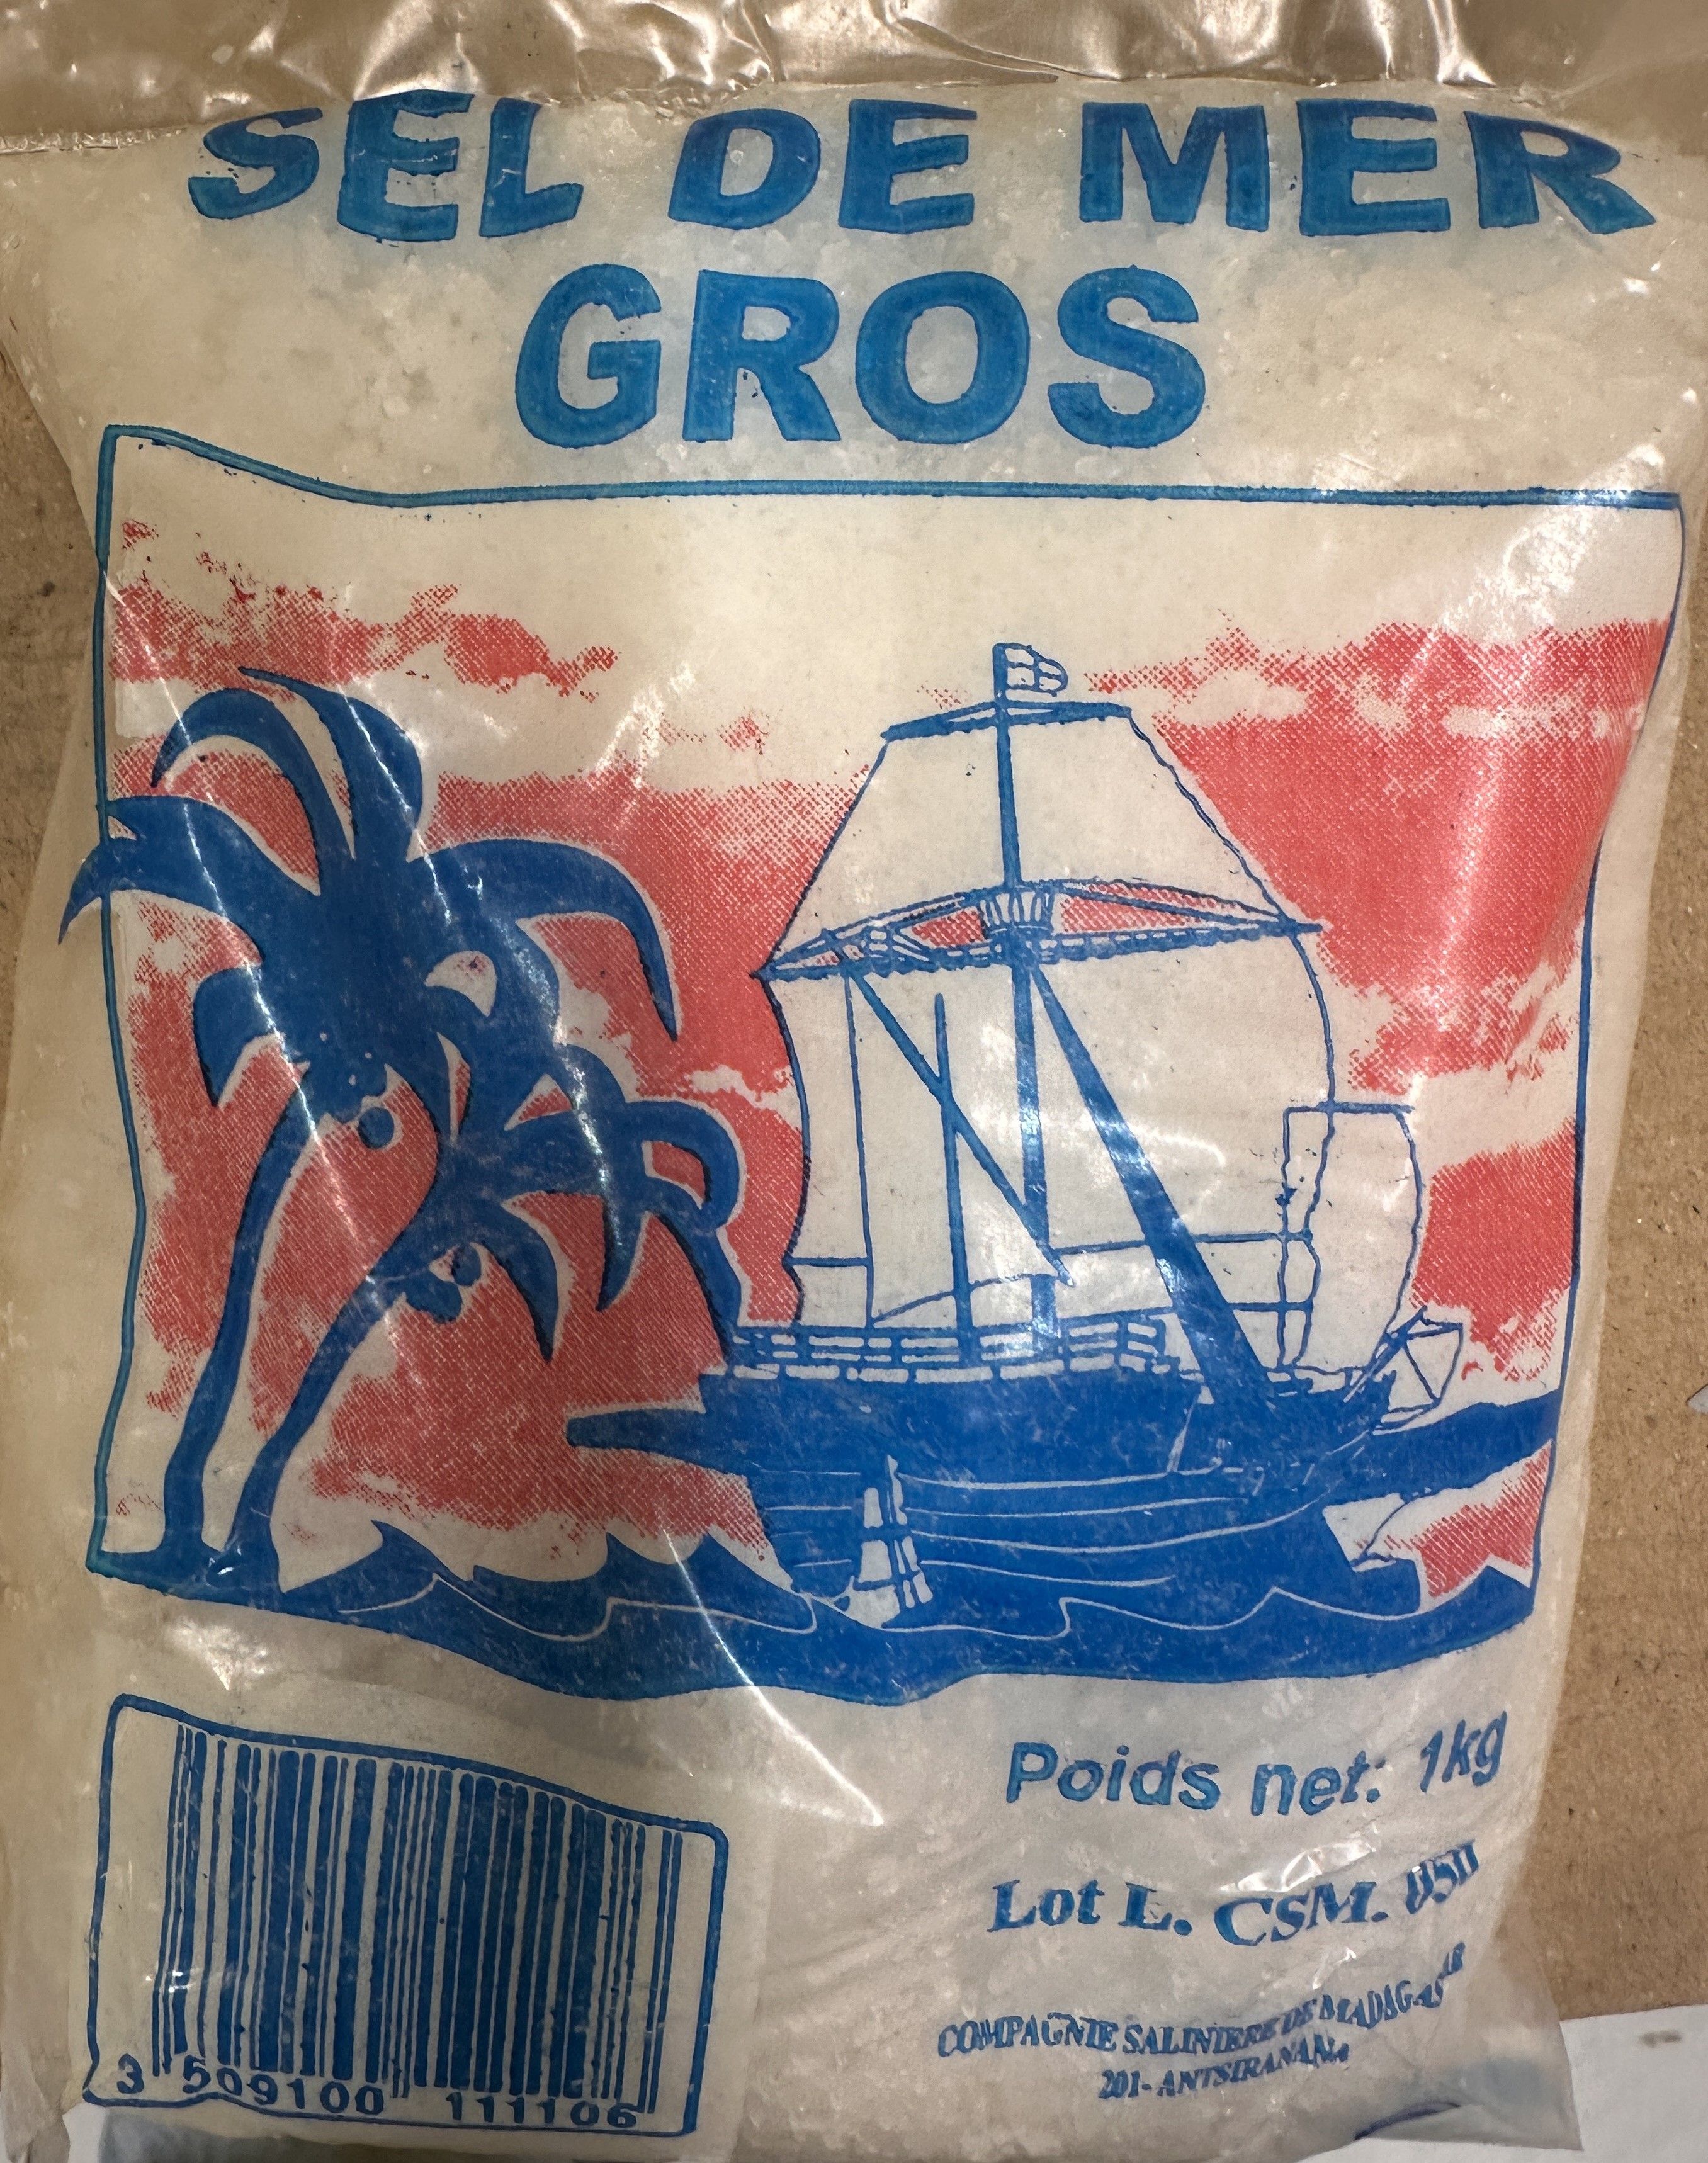 SEL DE MER
GROS
Poids net: 1kg
Lot L. CSM.
COMPAGNIE SALINIERE DE MADAGASCAR
201- ANTSIRANANA
3 509100 111106